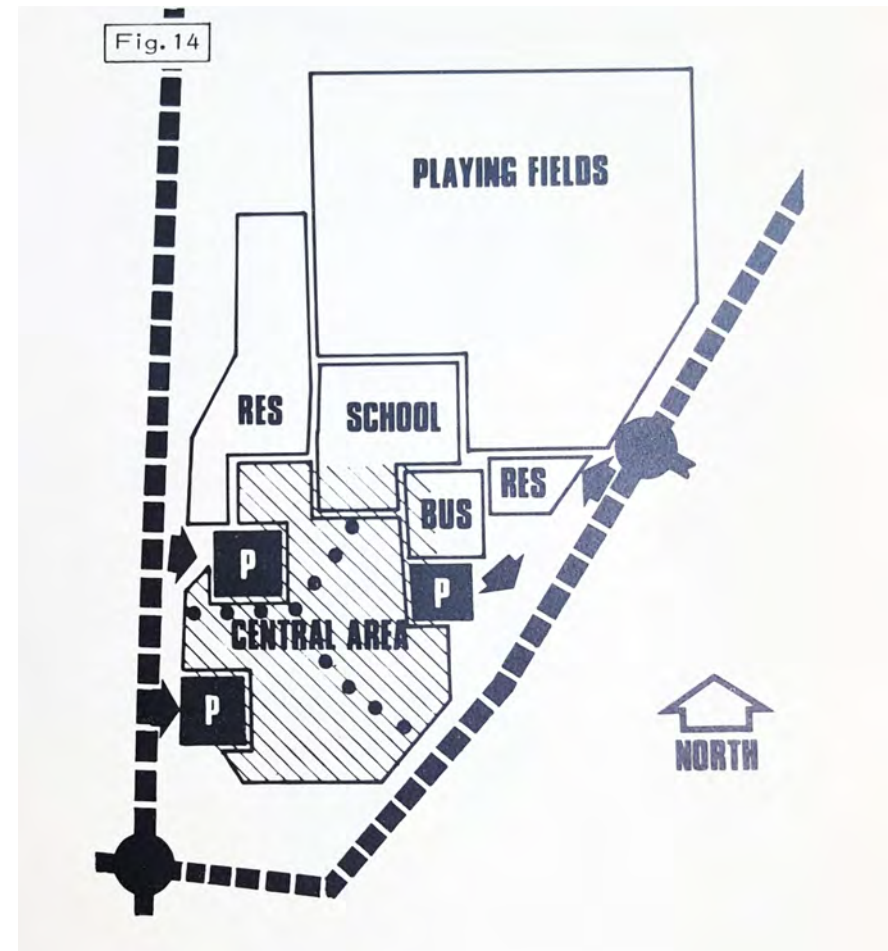 Fig.14
PLAYING FIELDS
RES
SCHOOL
RES
BUS
P
P
CENTRAL AREA
P
NORTH